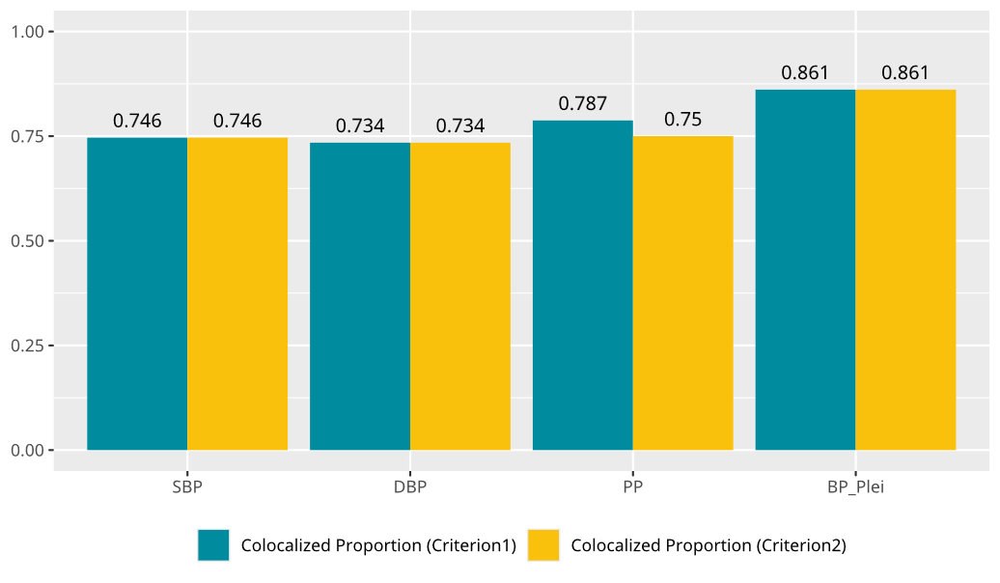 1.00
0.75
0.50
0.25
0.00
0.746 0.746 0.734 0.734 0.787 0.75 0.861 0.861
SBP DBP PP BP_Plei
Colocalized Proportion (Criterion1) Colocalized Proportion (Criterion2)